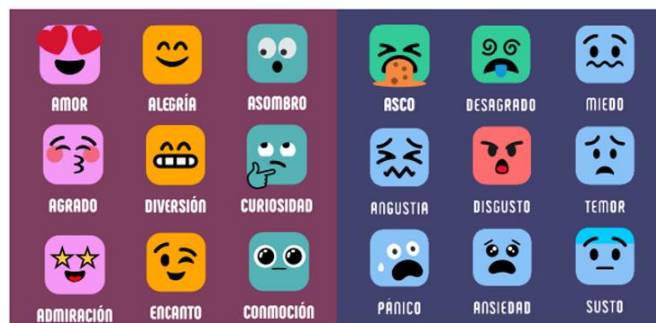 AMOR ALEGRÍA ASOMBRO
AGRADO DIVERSIÓN CURIOSIDAD
ADMIRACIÓN ENCANTO CONMOCIÓN
ASCO DESAGRADO MIEDO
ANGUSTIA DISGUSTO TEMOR
PÁNICO ANSIEDAD SUSTO